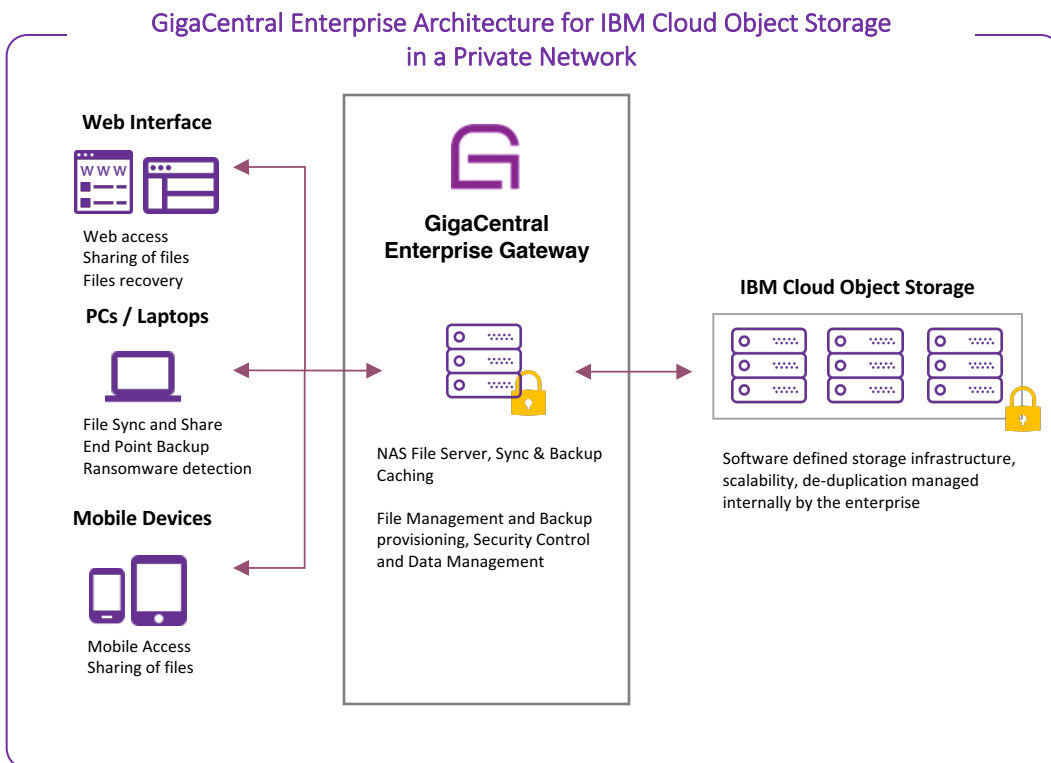 GigaCentral Enterprise Architecture for IBM Cloud Object Storage
in a Private Network
Web Interface
WWW
Web access
Sharing of files
Files recovery
PCs / Laptops
File Sync and Share
End Point Backup
Ransomware detection
Mobile Devices
Mobile Access
Sharing of files
GigaCentral
Enterprise Gateway
NAS File Server, Sync & Backup
Caching
File Management and Backup
provisioning, Security Control
and Data Management
IBM Cloud Object Storage
Software defined storage infrastructure,
scalability, de-duplication managed
internally by the enterprise